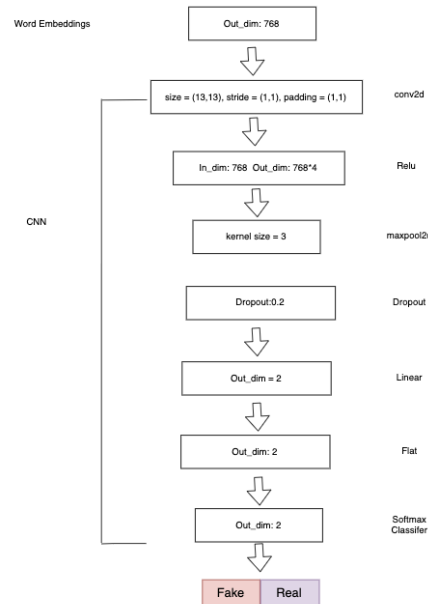 Word Embeddings
Out_dim: 768
size = (13,13), stride = (1,1), padding = (1,1)
conv2d
In_dim: 768 Out_dim: 768*4
Relu
CNN
kernel size = 3
maxpool2
Dropout:0.2
Dropout
Out_dim = 2
Linear
Out_dim: 2
Flat
Out_dim: 2
Softmax
Classifer
Fake
Real